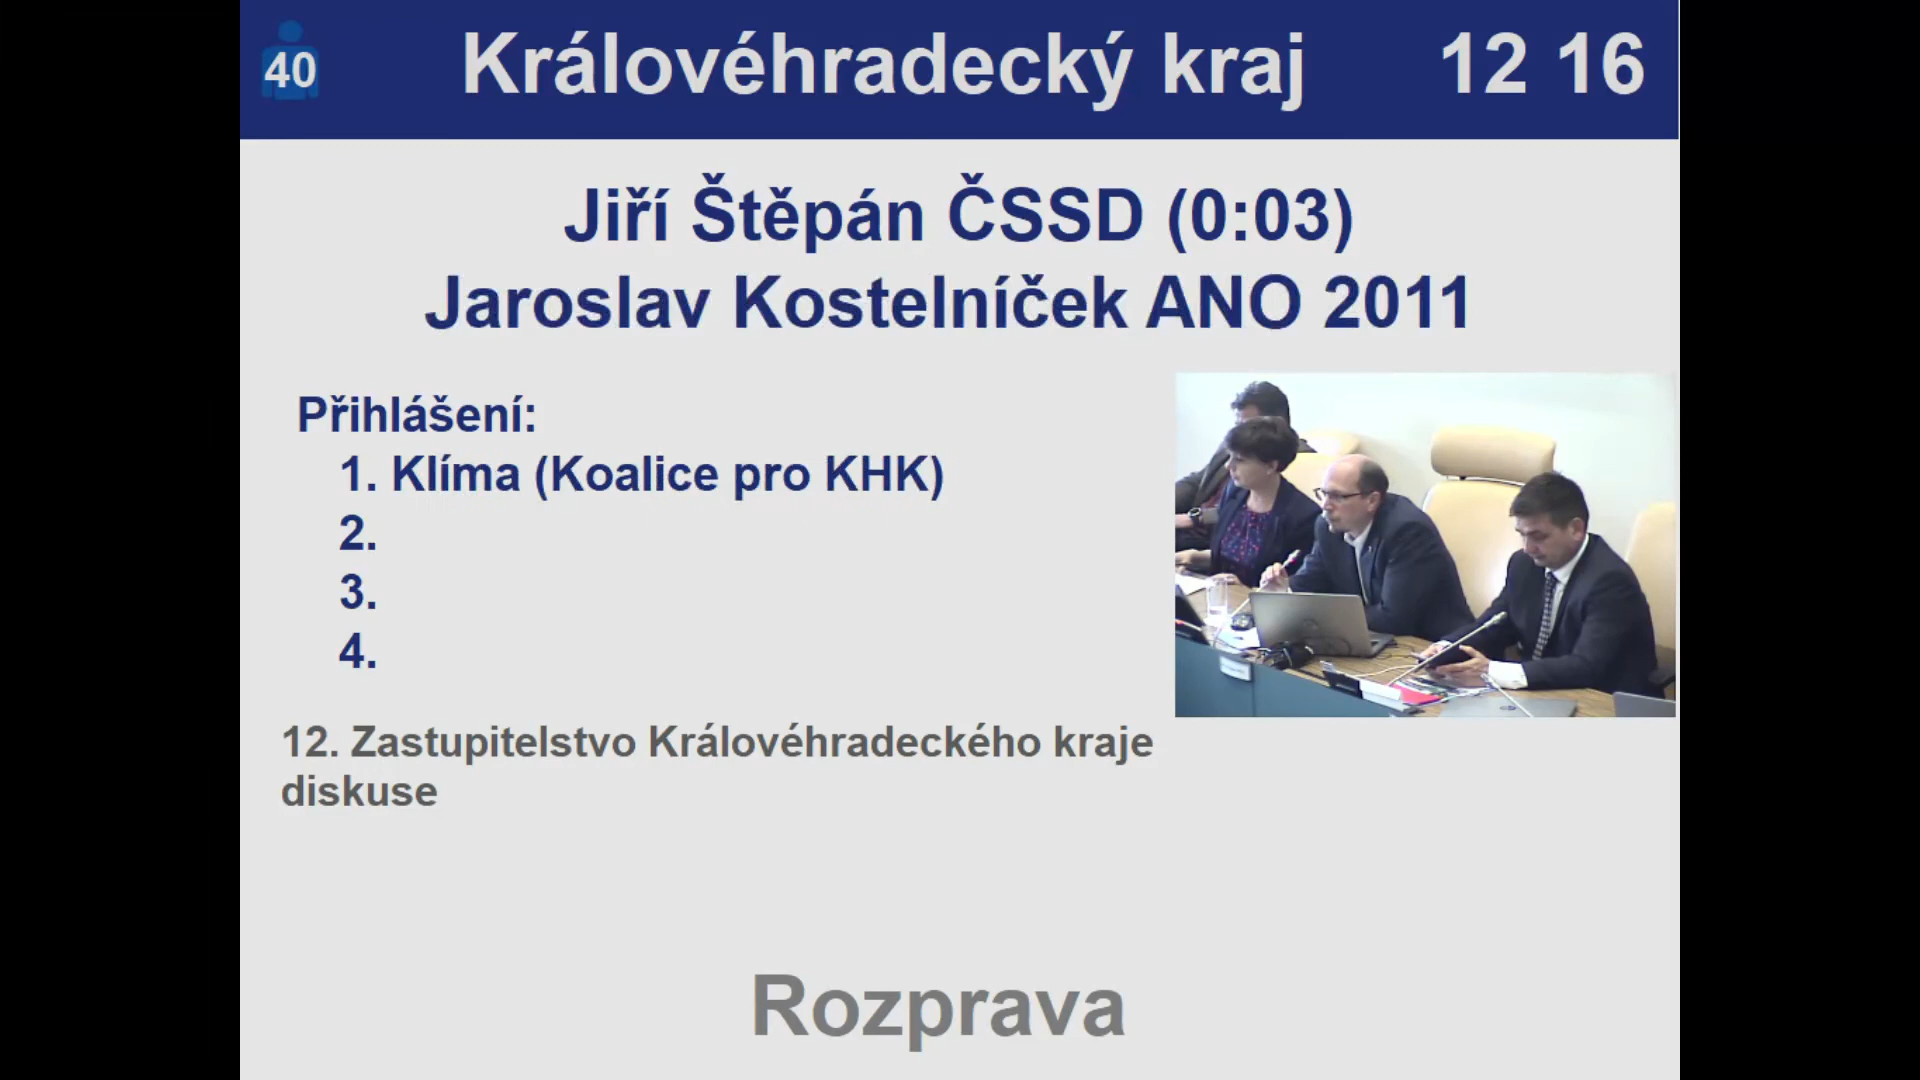 40
Královéhradecký kraj
12 16
Jiří Štěpán ČSSD (0:03)
Jaroslav Kostelníček ANO 2011
Přihlášení:
1. Klíma (Koalice pro KHK)
2.
3.
4.
12. Zastupitelstvo Královéhradeckého kraje
diskuse
Rozprava